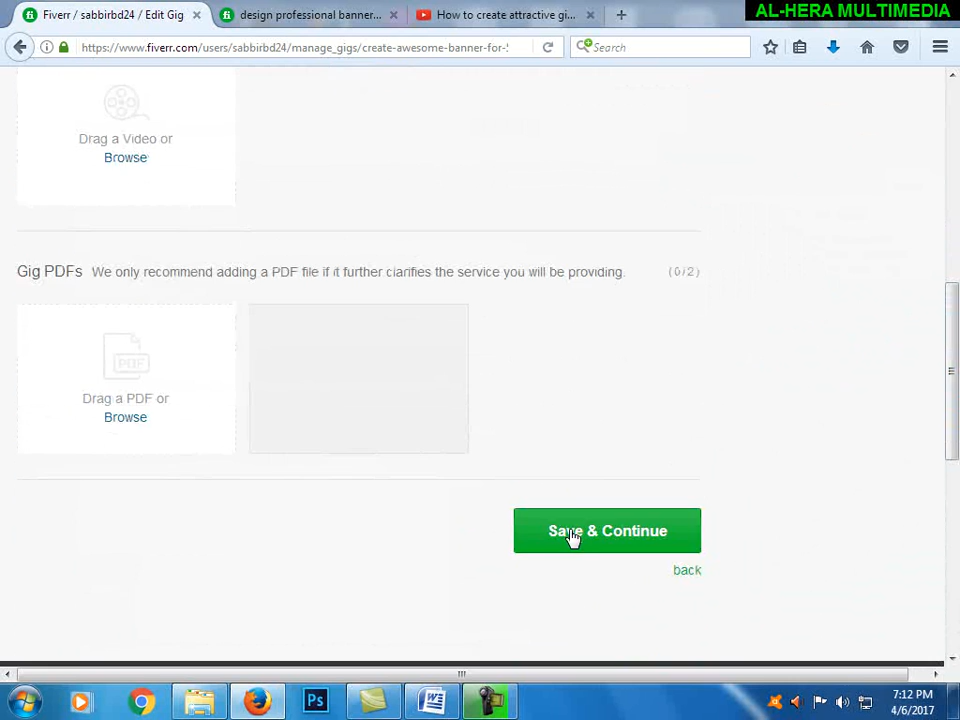 Fiverr / sabbirbd24 / Edit Gig
design professional banner...
How to create attractive gi...
AL-HERA MULTIMEDIA
https://www.fiverr.com/users/sabbirbd24/manage_gigs/create-awesome-banner-for-
Search
Drag a Video or
Browse
Gig PDFs We only recommend adding a PDF file if it further clarifies the service you will be providing. (0/2)
PDF
Drag a PDF or
Browse
Save & Continue
back
Ps
7:12 PM
4/6/2017